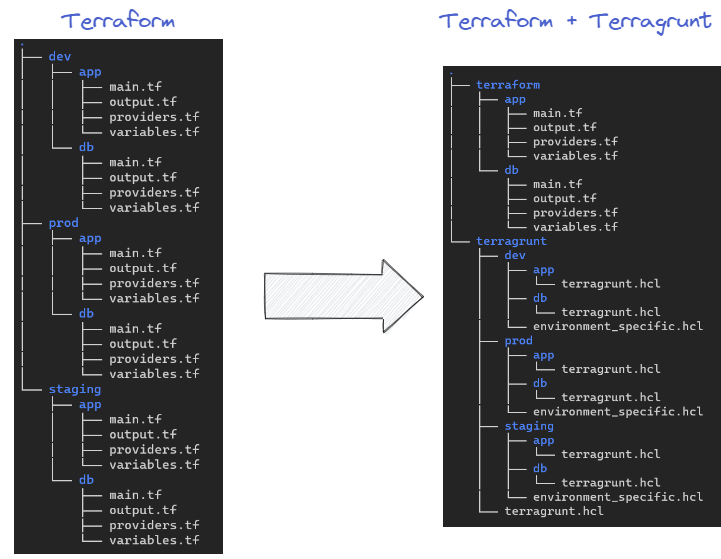 Terraform
.
├── dev
│   ├── app
│   │   ├── main.tf
│   │   ├── output.tf
│   │   ├── providers.tf
│   │   └── variables.tf
│   └── db
│       ├── main.tf
│       ├── output.tf
│       ├── providers.tf
│       └── variables.tf
├── prod
│   ├── app
│   │   ├── main.tf
│   │   ├── output.tf
│   │   ├── providers.tf
│   │   └── variables.tf
│   └── db
│       ├── main.tf
│       ├── output.tf
│       ├── providers.tf
│       └── variables.tf
└── staging
    ├── app
    │   ├── main.tf
    │   ├── output.tf
    │   ├── providers.tf
    │   └── variables.tf
    └── db
        ├── main.tf
        ├── output.tf
        ├── providers.tf
        └── variables.tf
Terraform + Terragrunt
.
├── terraform
│   ├── app
│   │   ├── main.tf
│   │   ├── output.tf
│   │   ├── providers.tf
│   │   └── variables.tf
│   └── db
│       ├── main.tf
│       ├── output.tf
│       ├── providers.tf
│       └── variables.tf
└── terragrunt
    ├── dev
    │   ├── app
    │   │   └── terragrunt.hcl
    │   ├── db
    │   │   └── terragrunt.hcl
    │   └── environment_specific.hcl
    ├── prod
    │   ├── app
    │   │   └── terragrunt.hcl
    │   ├── db
    │   │   └── terragrunt.hcl
    │   └── environment_specific.hcl
    ├── staging
    │   ├── app
    │   │   └── terragrunt.hcl
    │   ├── db
    │   │   └── terragrunt.hcl
    │   └── environment_specific.hcl
    └── terragrunt.hcl